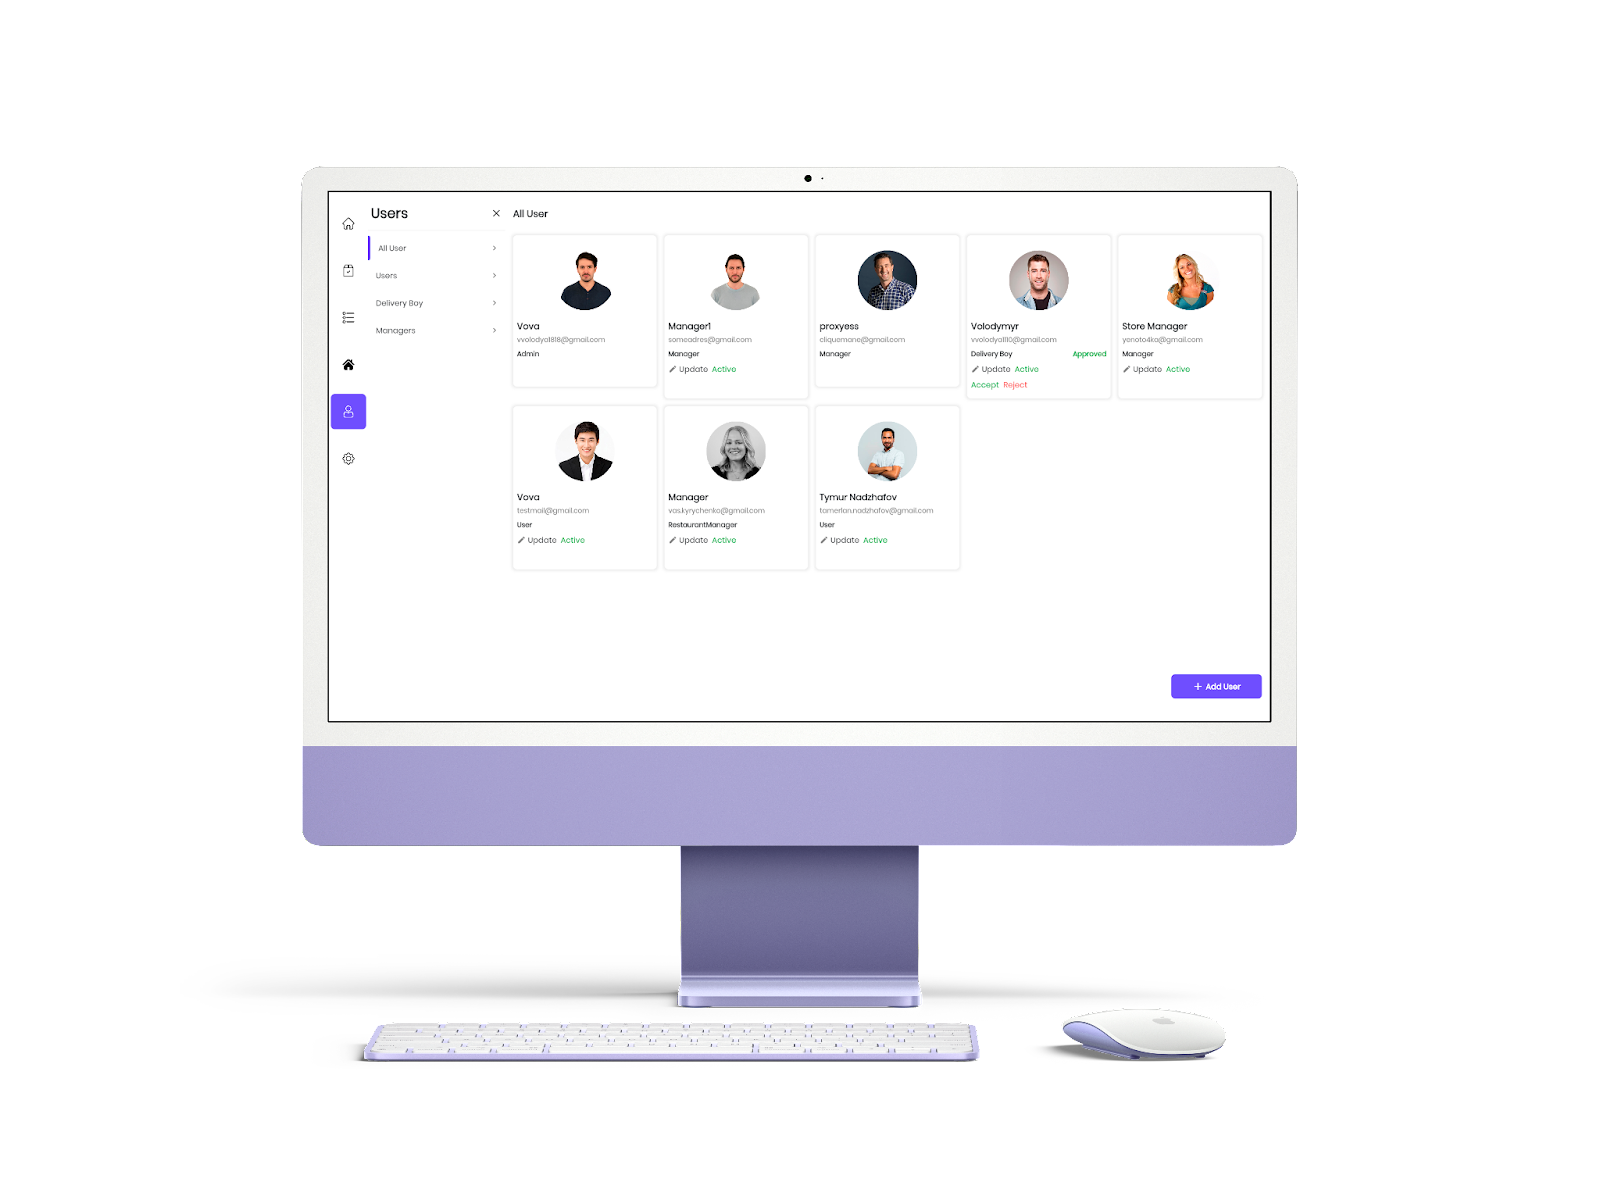 Users
All User
Users
Delivery Boy
Managers
All User
Vova
vvolodya1818@gmail.com
Admin
Manager1
someadres@gmail.com
Manager
Update Active
proxyess
cliquemane@gmail.com
Manager
Volodymyr
vvolodya1110@gmail.com
Delivery Boy Approved
Update Active
Accept Reject
Store Manager
yonoto4ka@gmail.com
Manager
Update Active
Vova
testmail@gmail.com
User
Update Active
Manager
vas.kyrychenko@gmail.com
RestaurantManager
Update Active
Tymur Nadzhafov
tamerlan.nadzhafov@gmail.com
User
Update Active
+ Add User